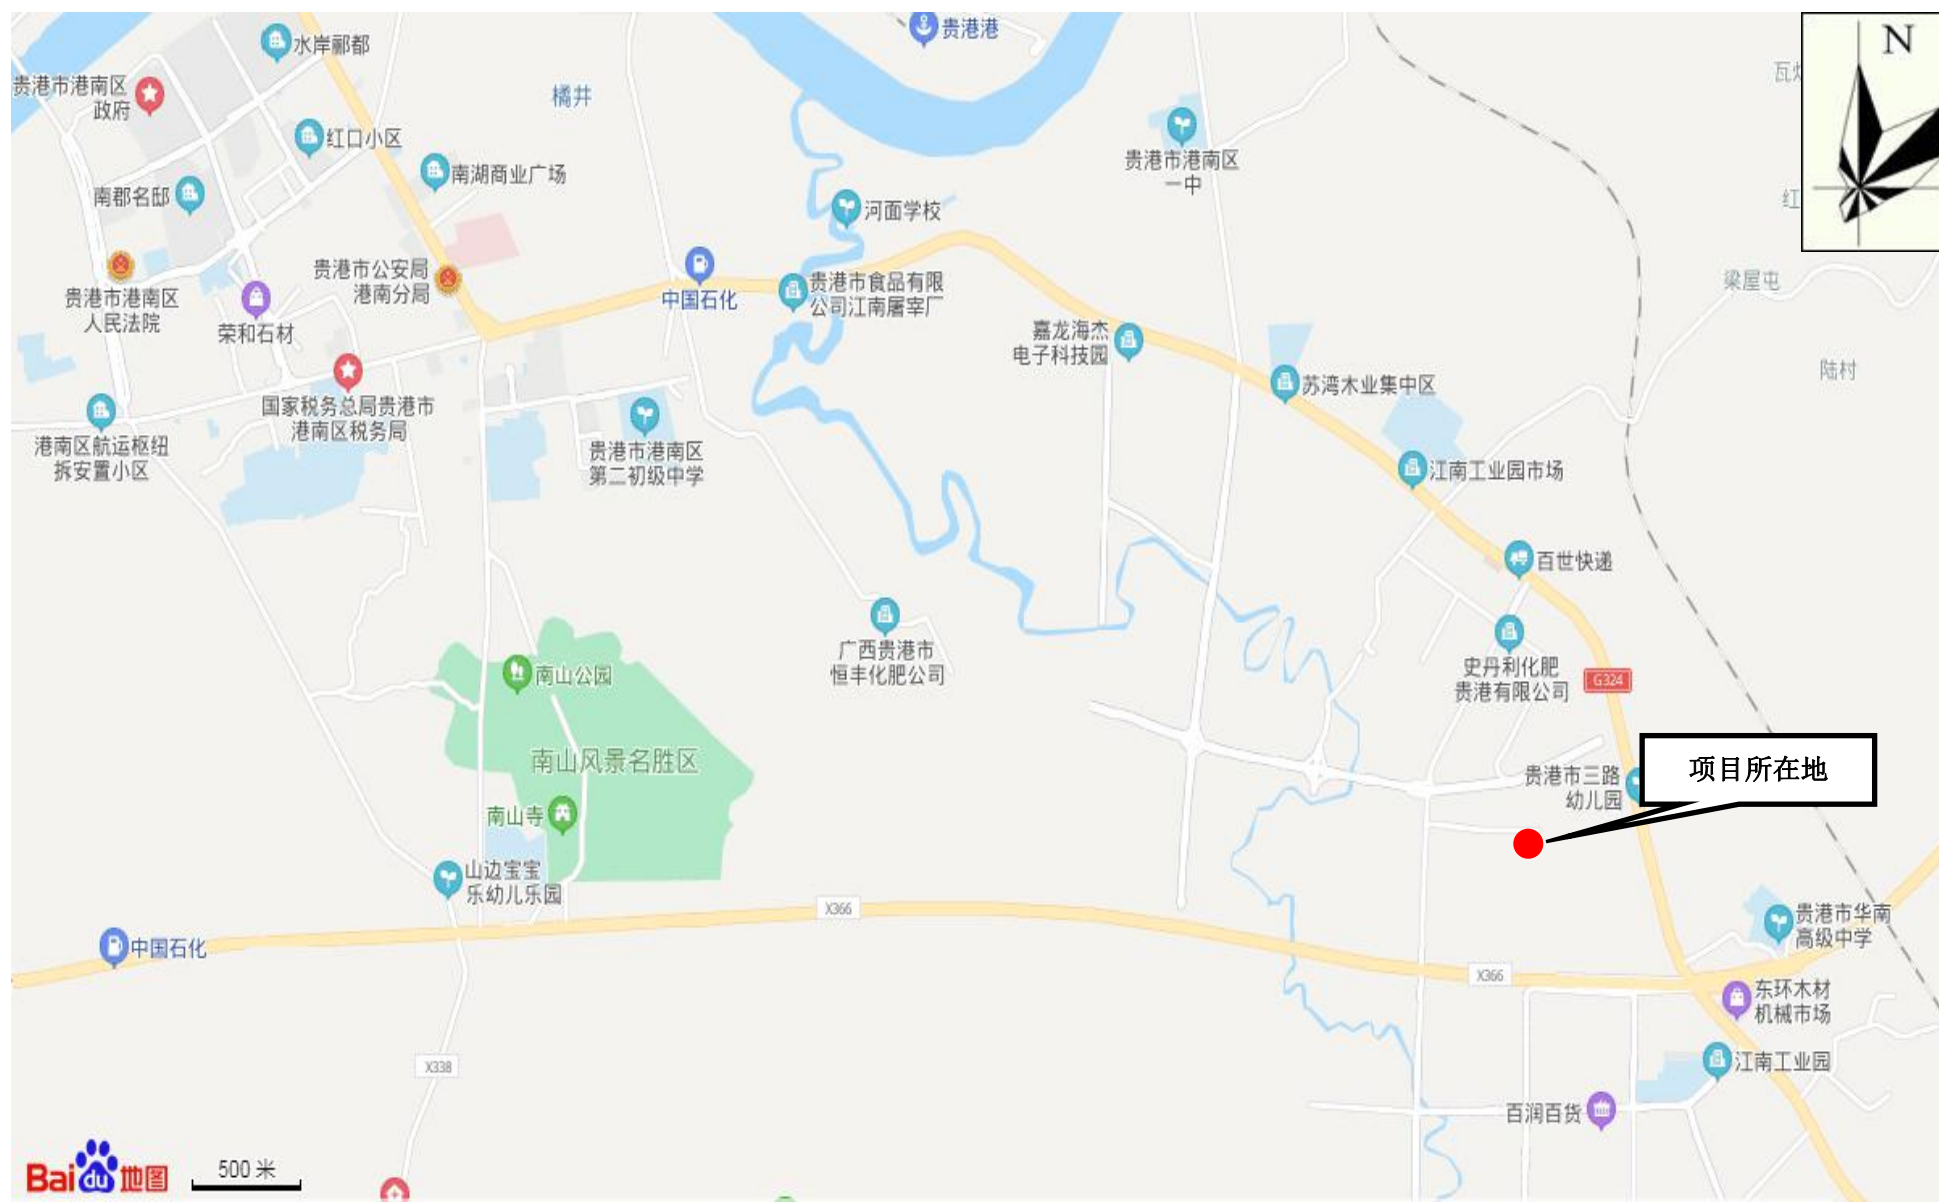 贵港港
N
水岸郦都
贵港市港南区
政府
橘井
红口小区
南湖商业广场
贵港市港南区
一中
南郡名邸
河面学校
贵港市公安局
港南分局
贵港市港南区
人民法院
荣和石材
中国石化
贵港市食品有限
公司江南屠宰厂
梁屋屯
嘉龙海杰
电子科技园
苏湾木业集中区
陆村
国家税务总局贵港市
港南区税务局
港南区航运枢纽
拆安置小区
贵港市港南区
第二初级中学
江南工业园市场
百世快递
广西贵港市
恒丰化肥公司
史丹利化肥
贵港有限公司
G324
南山公园
南山风景名胜区
南山寺
贵港市三路
幼儿园
项目所在地
山边宝宝
乐幼儿乐园
X366
中国石化
贵港市华南
高级中学
X366
东环木材
机械市场
X338
江南工业园
百润百货
Bai du 地图
500 米